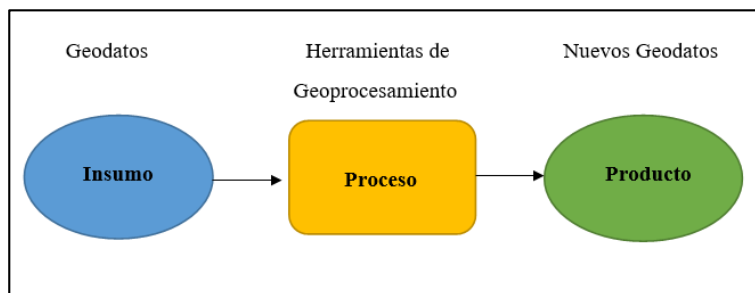 Geodatos
Herramientas de
Geoprocesamiento
Nuevos Geodatos
Insumo
Proceso
Producto